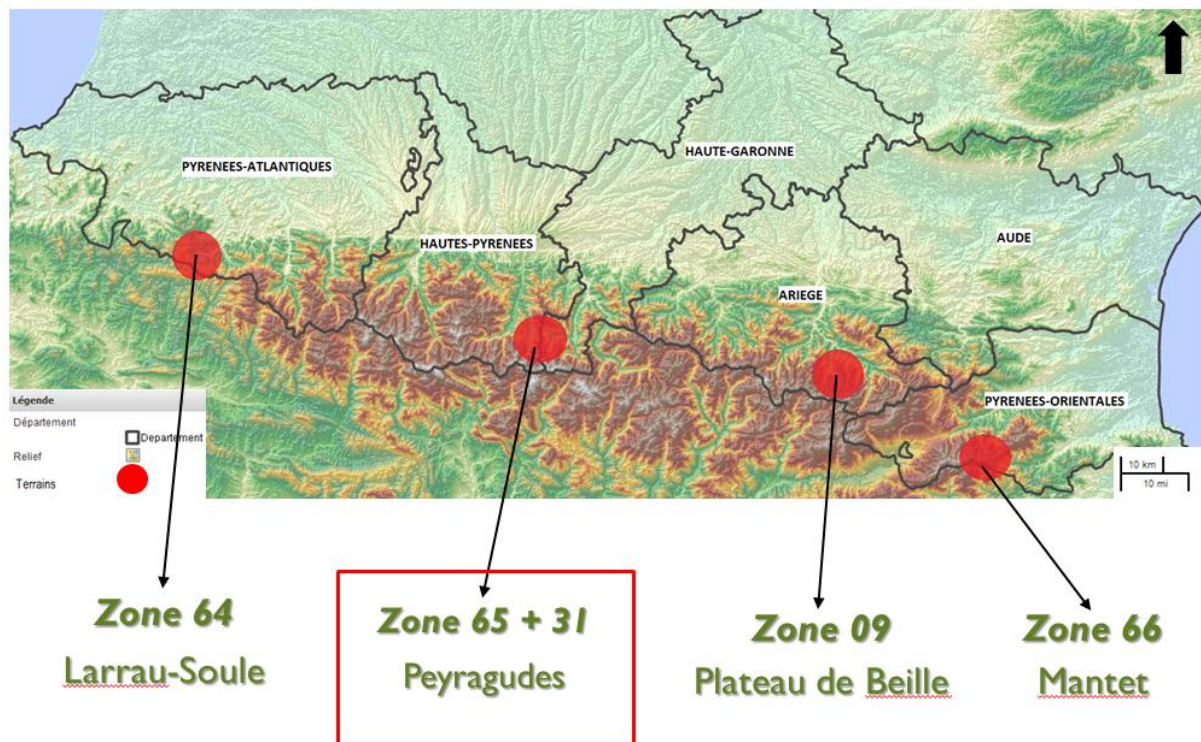 PYRENEES-ATLANTIQUES
HAUTE-GARONNE
HAUTES-PYRENEES
AUDE
ARIEGE
PYRENEES-ORIENTALES
Légende
Département
Departement
Relief
Terrains
10 km
10 mi
Zone 64
Larrau-Soule
Zone 65 + 31
Peyragudes
Zone 09
Plateau de Beille
Zone 66
Mantet